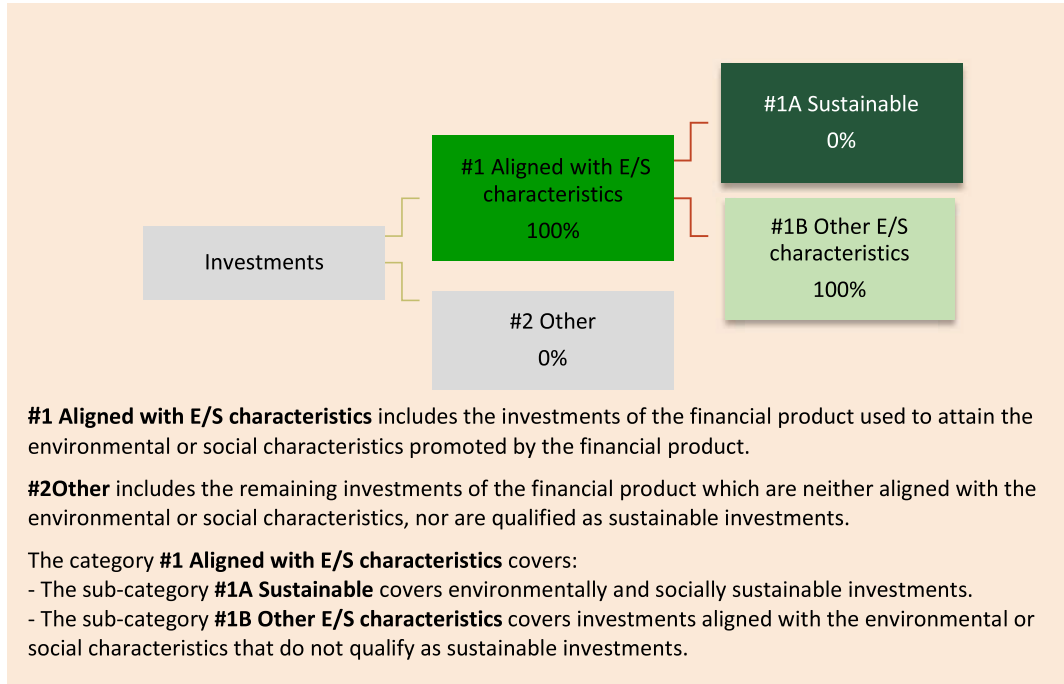 #1A Sustainable
0%
#1 Aligned with E/S
characteristics
100%
#1B Other E/S
characteristics
100%
Investments
#2 Other
0%
#1 Aligned with E/S characteristics includes the investments of the financial product used to attain the
environmental or social characteristics promoted by the financial product.
#2Other includes the remaining investments of the financial product which are neither aligned with the
environmental or social characteristics, nor are qualified as sustainable investments.
The category #1 Aligned with E/S characteristics covers:
- The sub-category #1A Sustainable covers environmentally and socially sustainable investments.
- The sub-category #1B Other E/S characteristics covers investments aligned with the environmental or
social characteristics that do not qualify as sustainable investments.